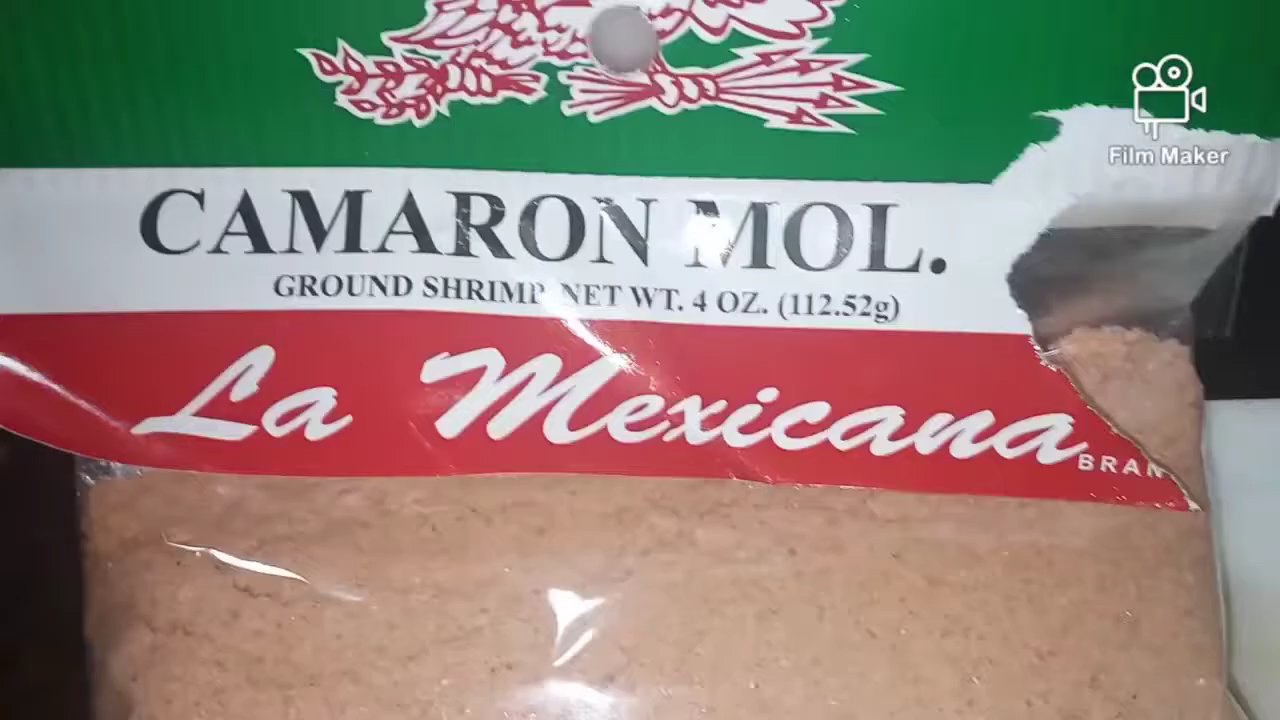 Film Maker
CAMARON MOL.
GROUND SHRIMP NET WT. 4 OZ. (112.52g)
La Mexicana
BRAN